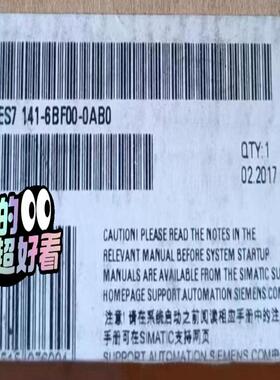 ES7 141-6BF00-0AB0
QTY:1
02.2017
的
超好看
CAUTION! PLEASE READ THE NOTES IN THE
RELEVANT MANUAL BEFORE SYSTEM STARTUP
MANUALS ARE AVAILABLE FROM THE SIMATIC SU
HOMEPAGE SUPPORT.AUTOMATION.SIEMENS.COM
注意: 请在系统启动之前阅读相应手册中的注
手册可在SIMATIC支持网页
SUPPORT.AUTOMATION.SIEMENS.COM